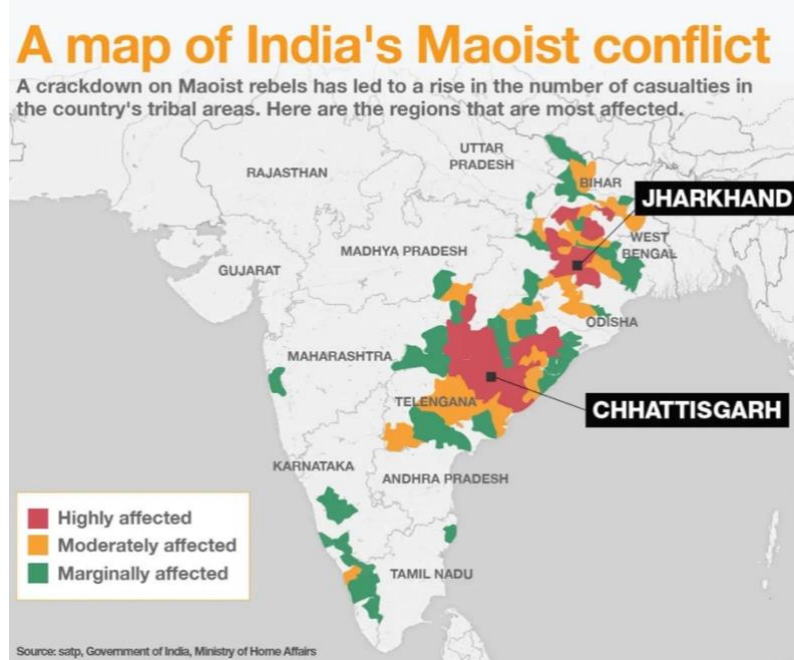 A map of India's Maoist conflict
A crackdown on Maoist rebels has led to a rise in the number of casualties in
the country's tribal areas. Here are the regions that are most affected.
UTTAR
PRADESH
RAJASTHAN
BIHAR
JHARKHAND
WEST
BENGAL
MADHYA PRADESH
GUJARAT
ODISHA
MAHARASHTRA
TELENGANA
CHHATTISGARH
KARNATAKA
ANDHRA PRADESH
Highly affected
Moderately affected
Marginally affected
TAMIL NADU
Source: satp, Government of India, Ministry of Home Affairs